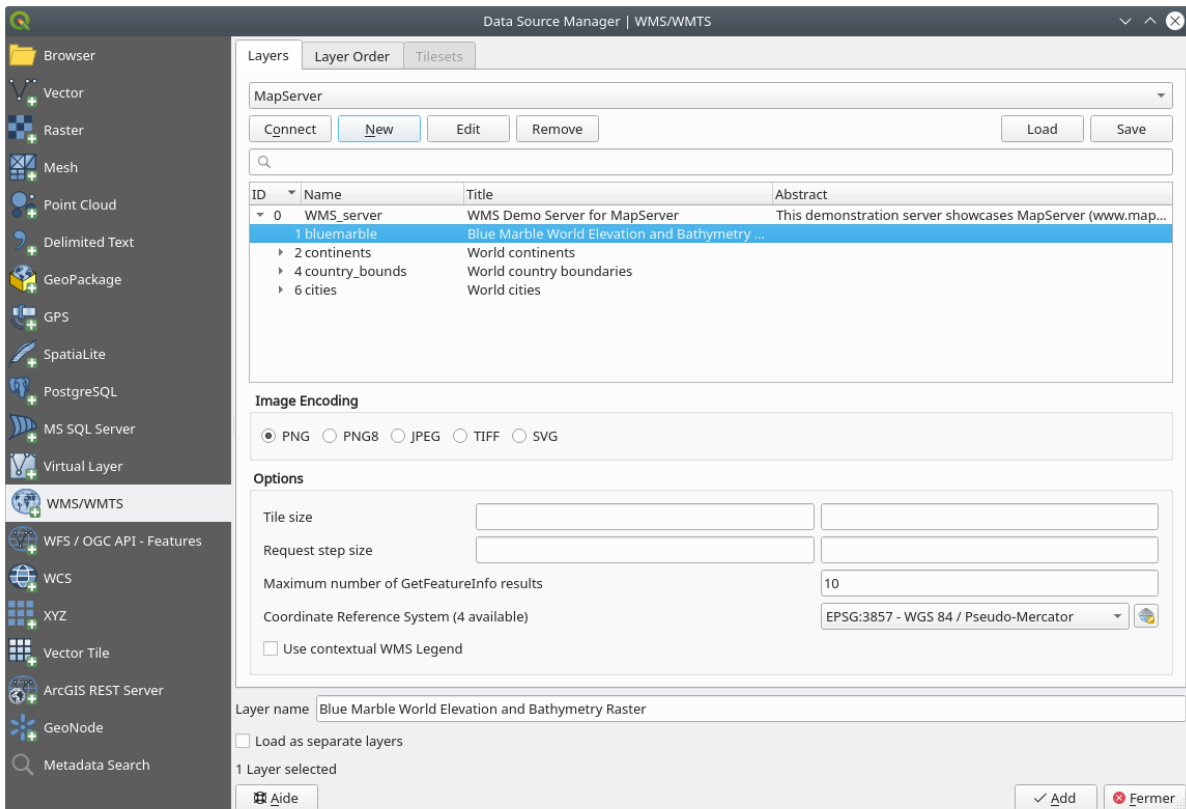 Data Source Manager | WMS/WMTS
Browser
Vector
Raster
Mesh
Point Cloud
Delimited Text
GeoPackage
GPS
SpatiaLite
PostgreSQL
MS SQL Server
Virtual Layer
WMS/WMTS
WFS / OGC API - Features
WCS
XYZ
Vector Tile
ArcGIS REST Server
GeoNode
Metadata Search
Layers Layer Order Tilesets
MapServer
Connect New Edit Remove Load Save
ID Name Title Abstract
0 WMS_server WMS Demo Server for MapServer This demonstration server showcases MapServer (www.map...
1 bluemarble Blue Marble World Elevation and Bathymetry ...
2 continents World continents
4 country_bounds World country boundaries
6 cities World cities
Image Encoding
PNG PNG8 JPEG TIFF SVG
Options
Tile size
Request step size
Maximum number of GetFeatureInfo results 10
Coordinate Reference System (4 available) EPSG:3857 - WGS 84 / Pseudo-Mercator
Use contextual WMS Legend
Layer name Blue Marble World Elevation and Bathymetry Raster
Load as separate layers
1 Layer selected
Aide Add Fermer